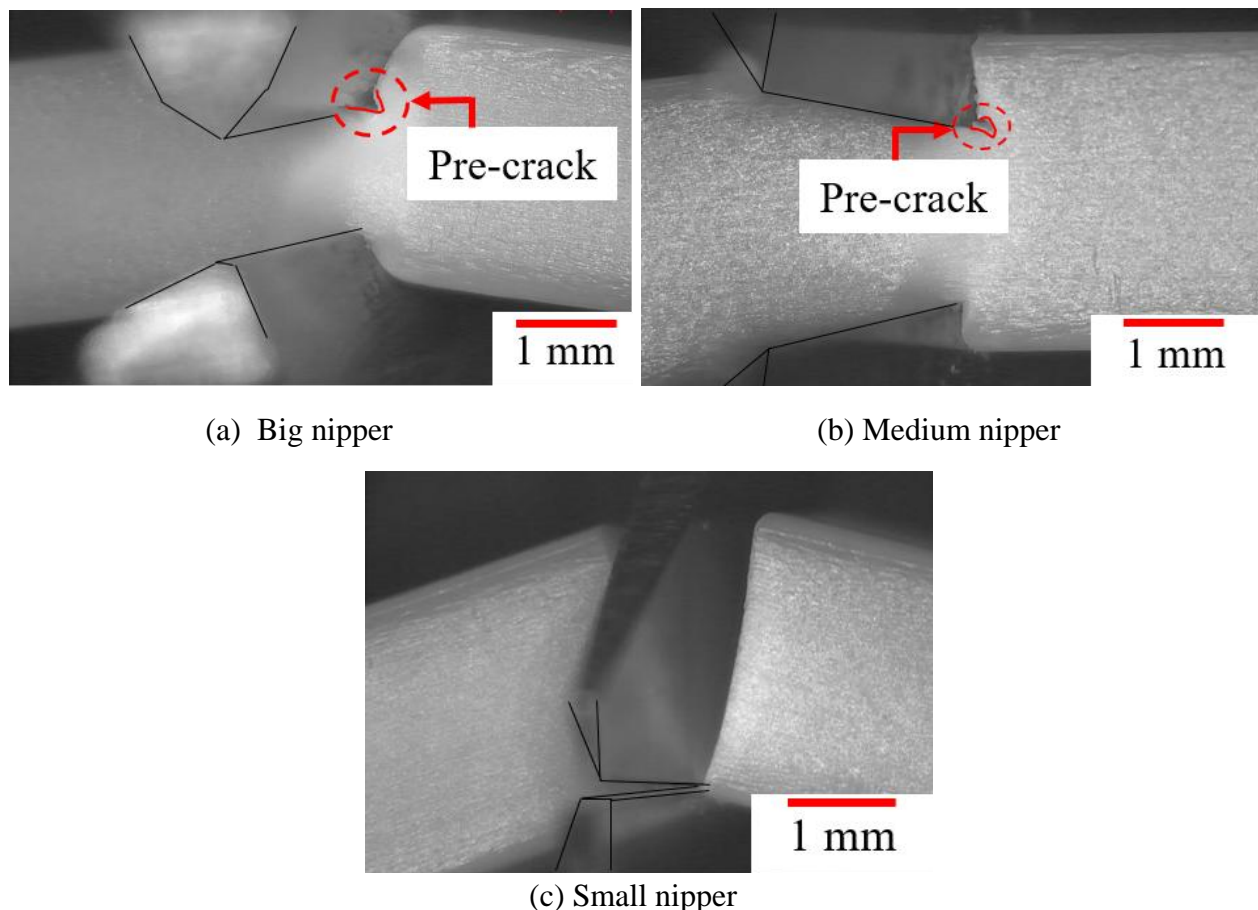 Pre-crack
1 mm
Pre-crack
1 mm
(a) Big nipper
(b) Medium nipper
1 mm
(c) Small nipper